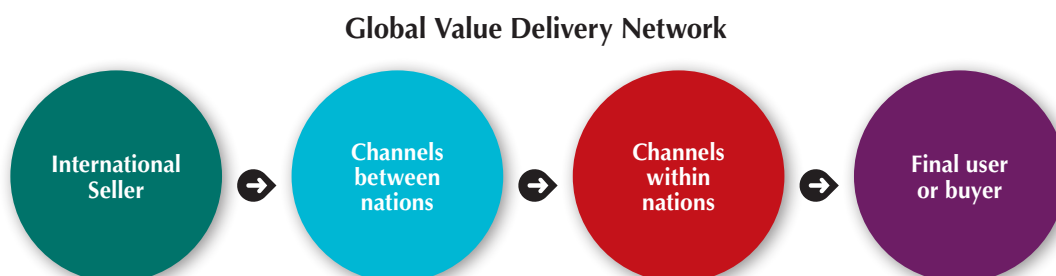 Global Value Delivery Network
International
Seller
Channels
between
nations
Channels
within
nations
Final user
or buyer